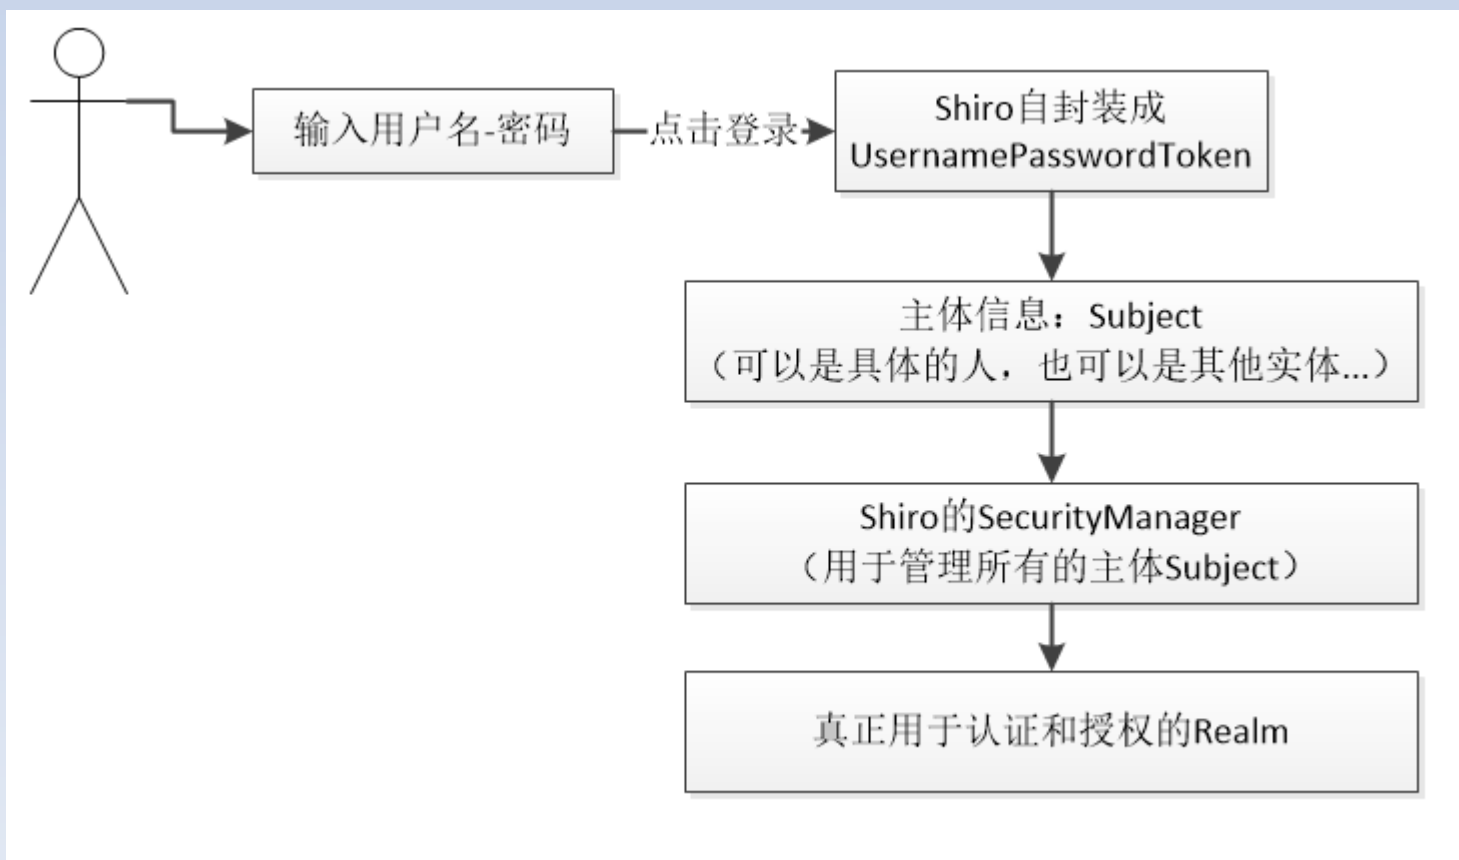 输入用户名-密码
点击登录
Shiro自封装成
UsernamePasswordToken
主体信息：Subject
（可以是具体的人，也可以是其他实体...）
Shiro的SecurityManager
（用于管理所有的主体Subject）
真正用于认证和授权的Realm